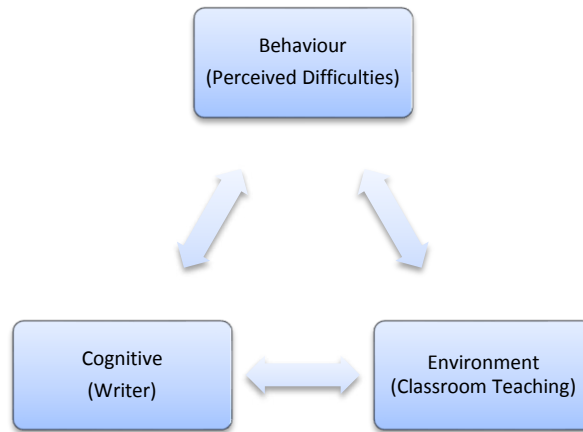 Behaviour
(Perceived Difficulties)
Cognitive
(Writer)
Environment
(Classroom Teaching)